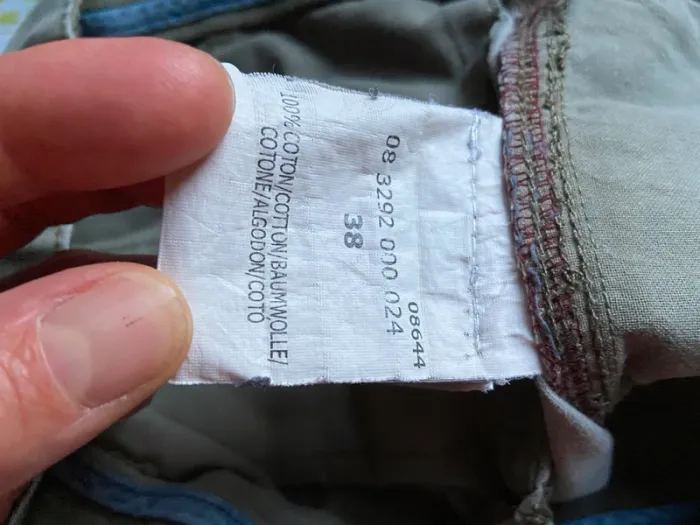 08644
08 3292 000 024
38
100% COTON/COTTON/BAUMWOLLE/
COTONE/ALGODON/COTO